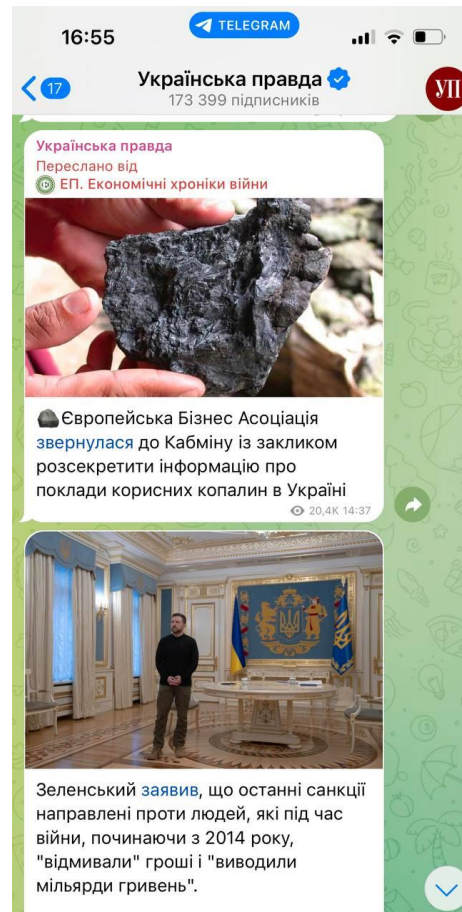 16:55
TELEGRAM
17
Українська правда
173 399 підписників
УП
Українська правда
Переслано від
ЕП. Економічні хроніки війни
Європейська Бізнес Асоціація
звернулася до Кабміну із закликом
розсекретити інформацію про
поклади корисних копалин в Україні
20,4K 14:37
Зеленський заявив, що останні санкції
направлені проти людей, які під час
війни, починаючи з 2014 року,
"відмивали" гроші і "виводили
мільярди гривень".